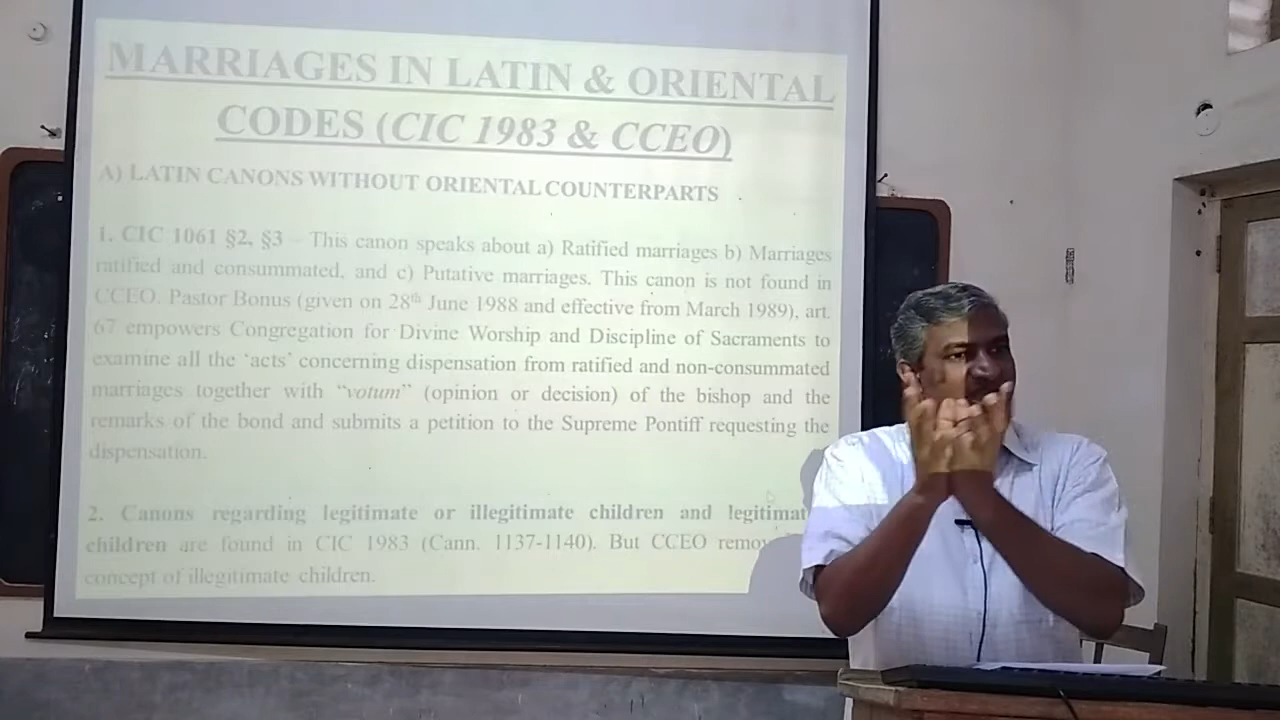 MARRIAGES IN LATIN & ORIENTAL
CODES (CIC 1983 & CCEO)
A) LATIN CANONS WITHOUT ORIENTAL COUNTERPARTS
1. CIC 1061 §2, §3 – This canon speaks about a) Ratified marriages b) Marriages
ratified and consummated, and c) Putative marriages. This canon is not found in
CCEO. Pastor Bonus (given on 28th June 1988 and effective from March 1989), art.
67 empowers Congregation for Divine Worship and Discipline of Sacraments to
examine all the ‘acts’ concerning dispensation from ratified and non-consummated
marriages together with “votum” (opinion or decision) of the bishop and the
remarks of the bond and submits a petition to the Supreme Pontiff requesting the
dispensation.
2. Canons regarding legitimate or illegitimate children and
children are found in CIC 1983 (Cann. 1137-1140). But CCEO
concept of illegitimate children.